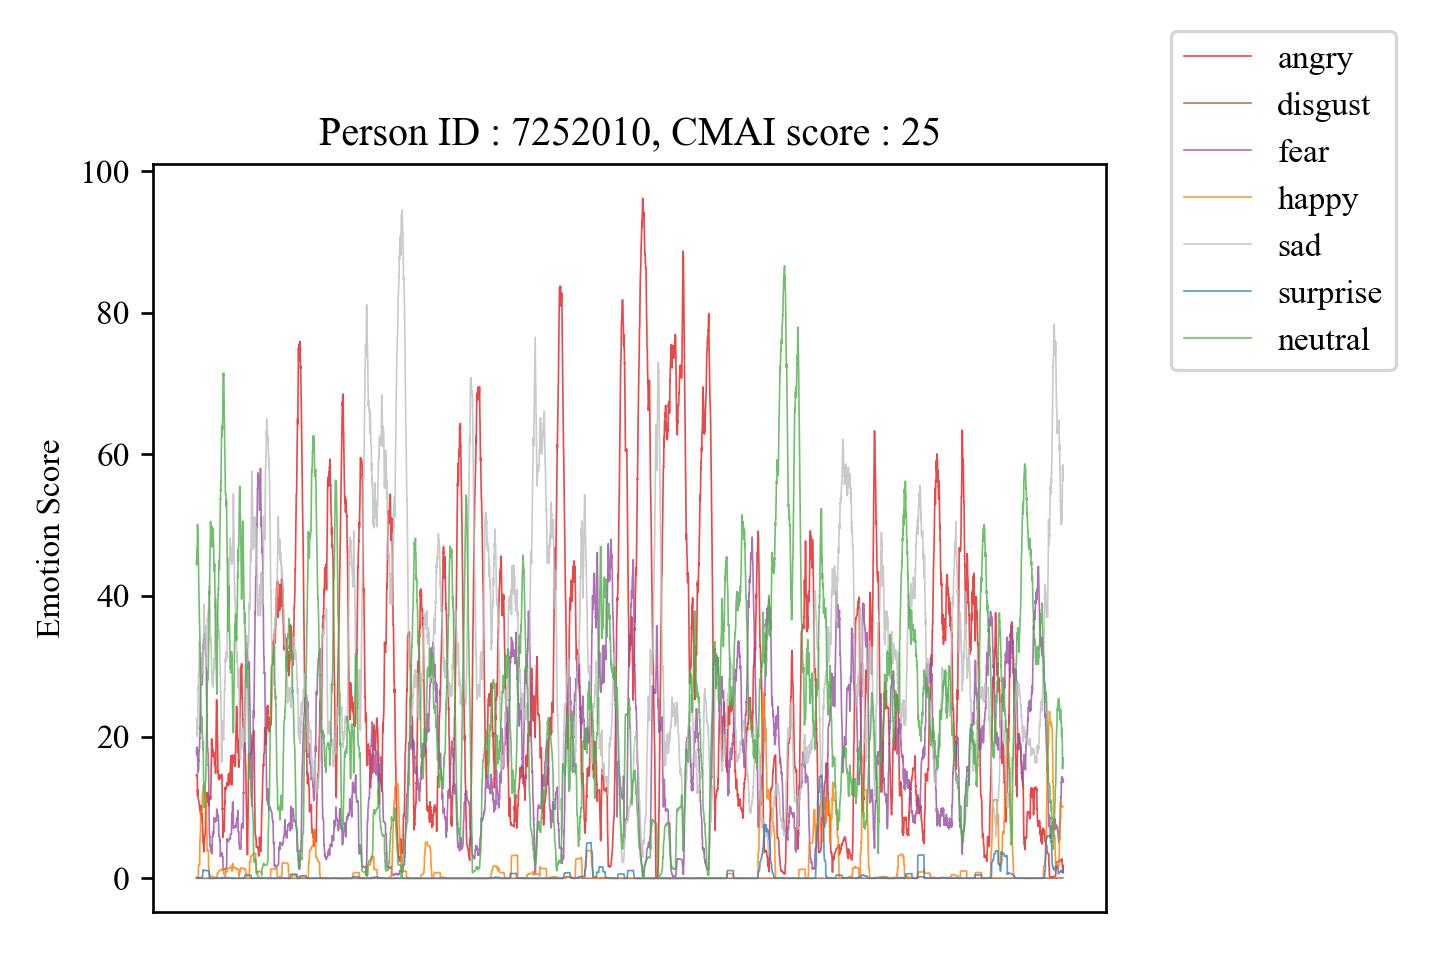 angry
disgust
fear
happy
sad
surprise
neutral
Person ID : 7252010, CMAI score : 25
100
80
60
40
20
0
Emotion Score